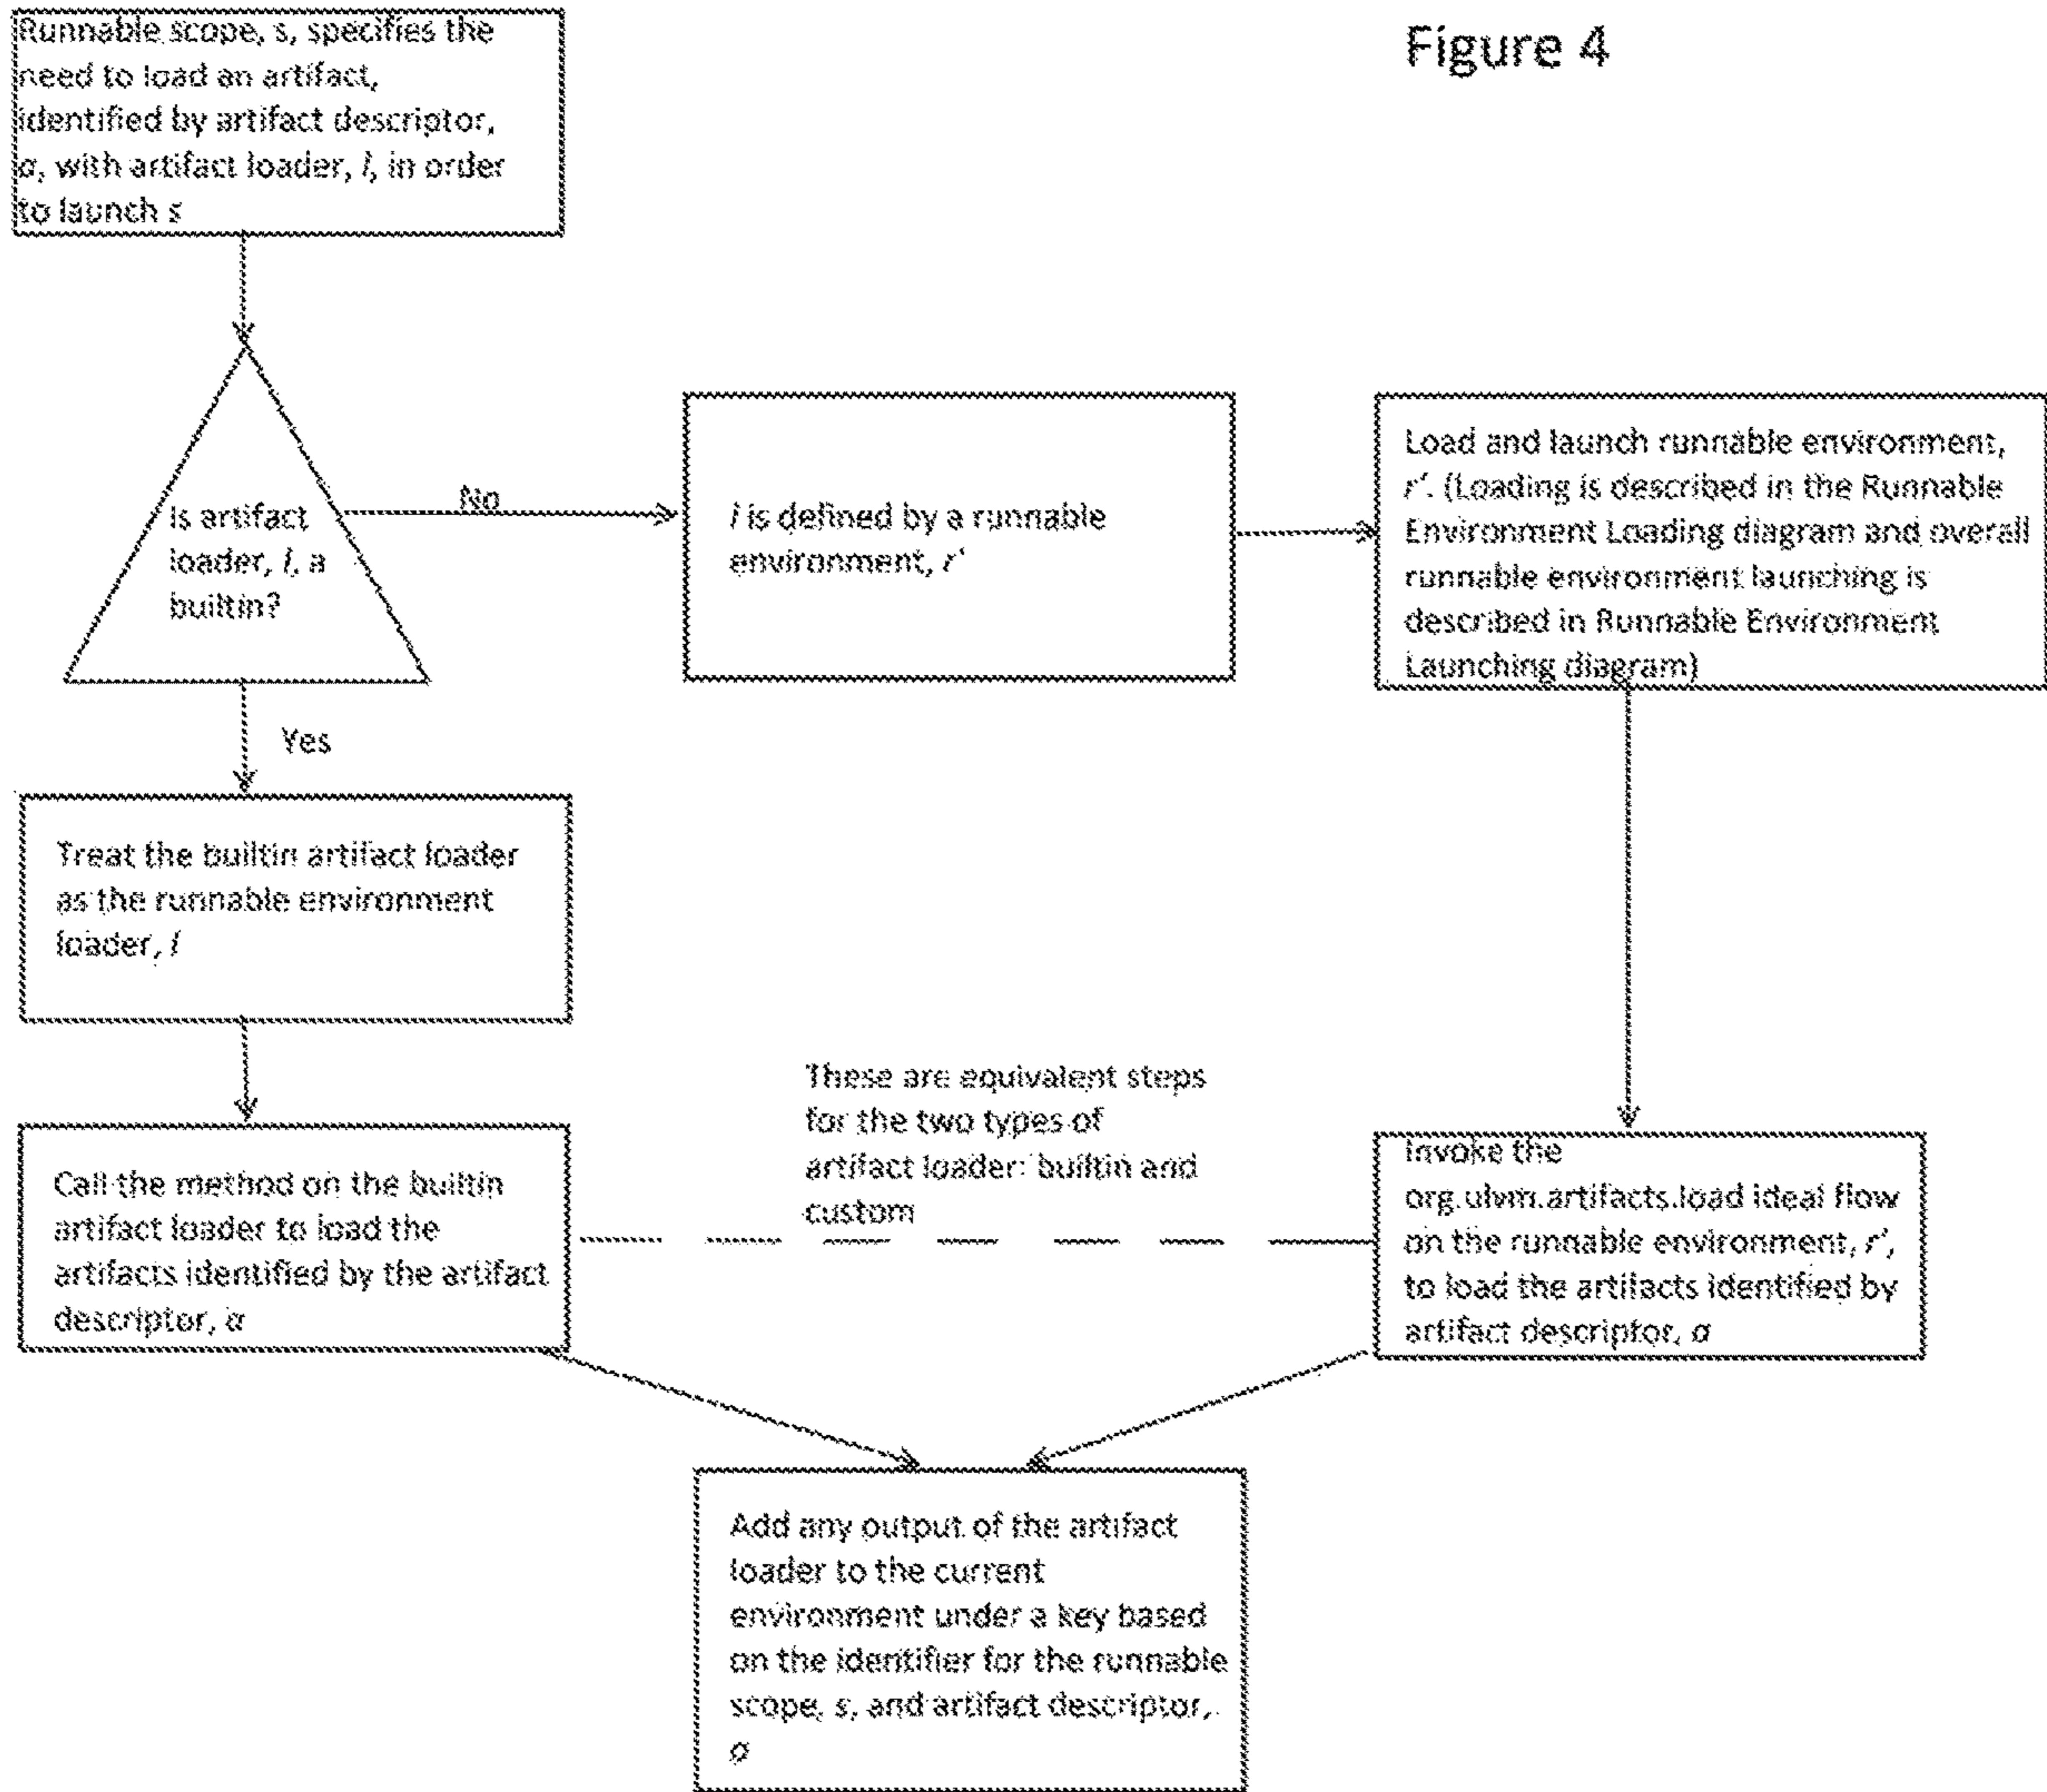 Figure 4
Runnable scope, s, specifies the
need to load an artifact,
identified by artifact descriptor,
a, with artifact loader, l, in order
to launch s
Is artifact
loader, l, a
builtin?
No
l is defined by a runnable
environment, r'
Load and launch runnable environment,
r'. (Loading is described in the Runnable
Environment Loading diagram and overall
runnable environment launching is
described in Runnable Environment
Launching diagram)
Yes
Treat the builtin artifact loader
as the runnable environment
loader, l
Call the method on the builtin
artifact loader to load the
artifacts identified by the artifact
descriptor, a
These are equivalent steps
for the two types of
artifact loader: builtin and
custom
Invoke the
org.ulvm.artifacts.load ideal flow
on the runnable environment, r',
to load the artifacts identified by
artifact descriptor, a
Add any output of the artifact
loader to the current
environment under a key based
on the identifier for the runnable
scope, s, and artifact descriptor,
a